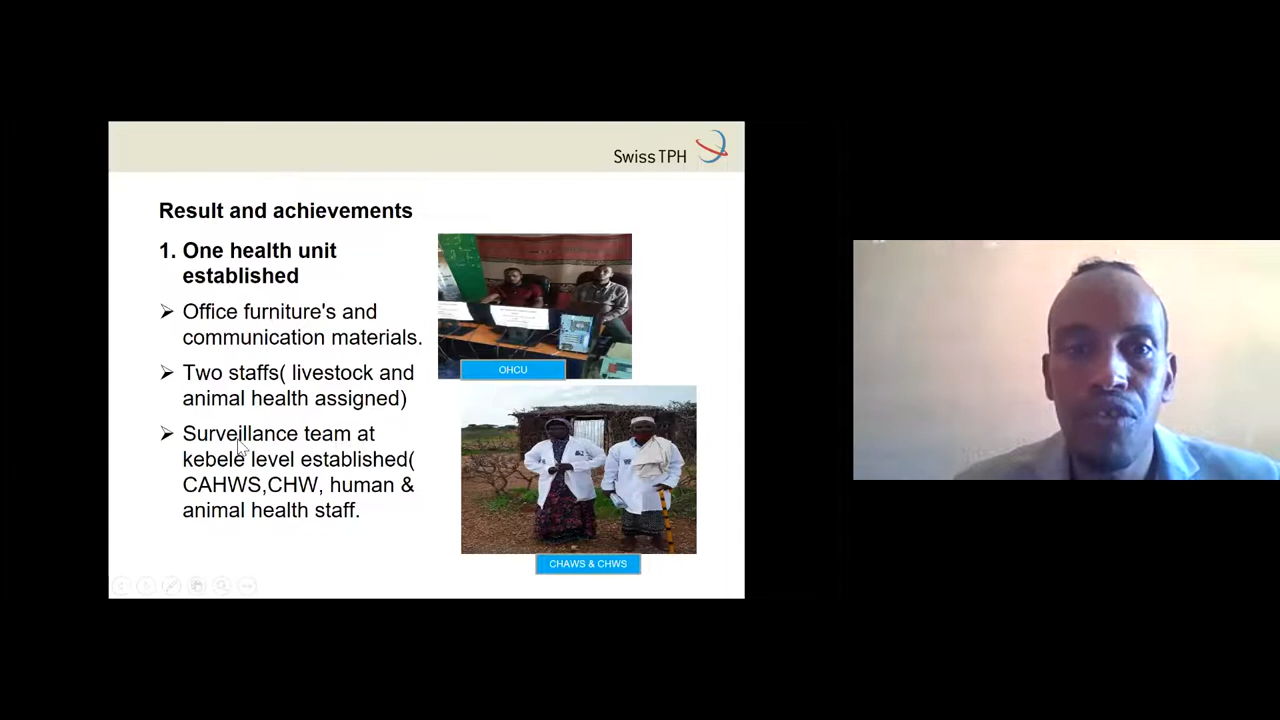 Swiss TPH
Result and achievements
1. One health unit
established
➢ Office furniture's and
communication materials.
➢ Two staffs( livestock and
animal health assigned)
➢ Surveillance team at
kebele level established(
CAHWS,CHW, human &
animal health staff.
OHCU
CHAWS & CHWS